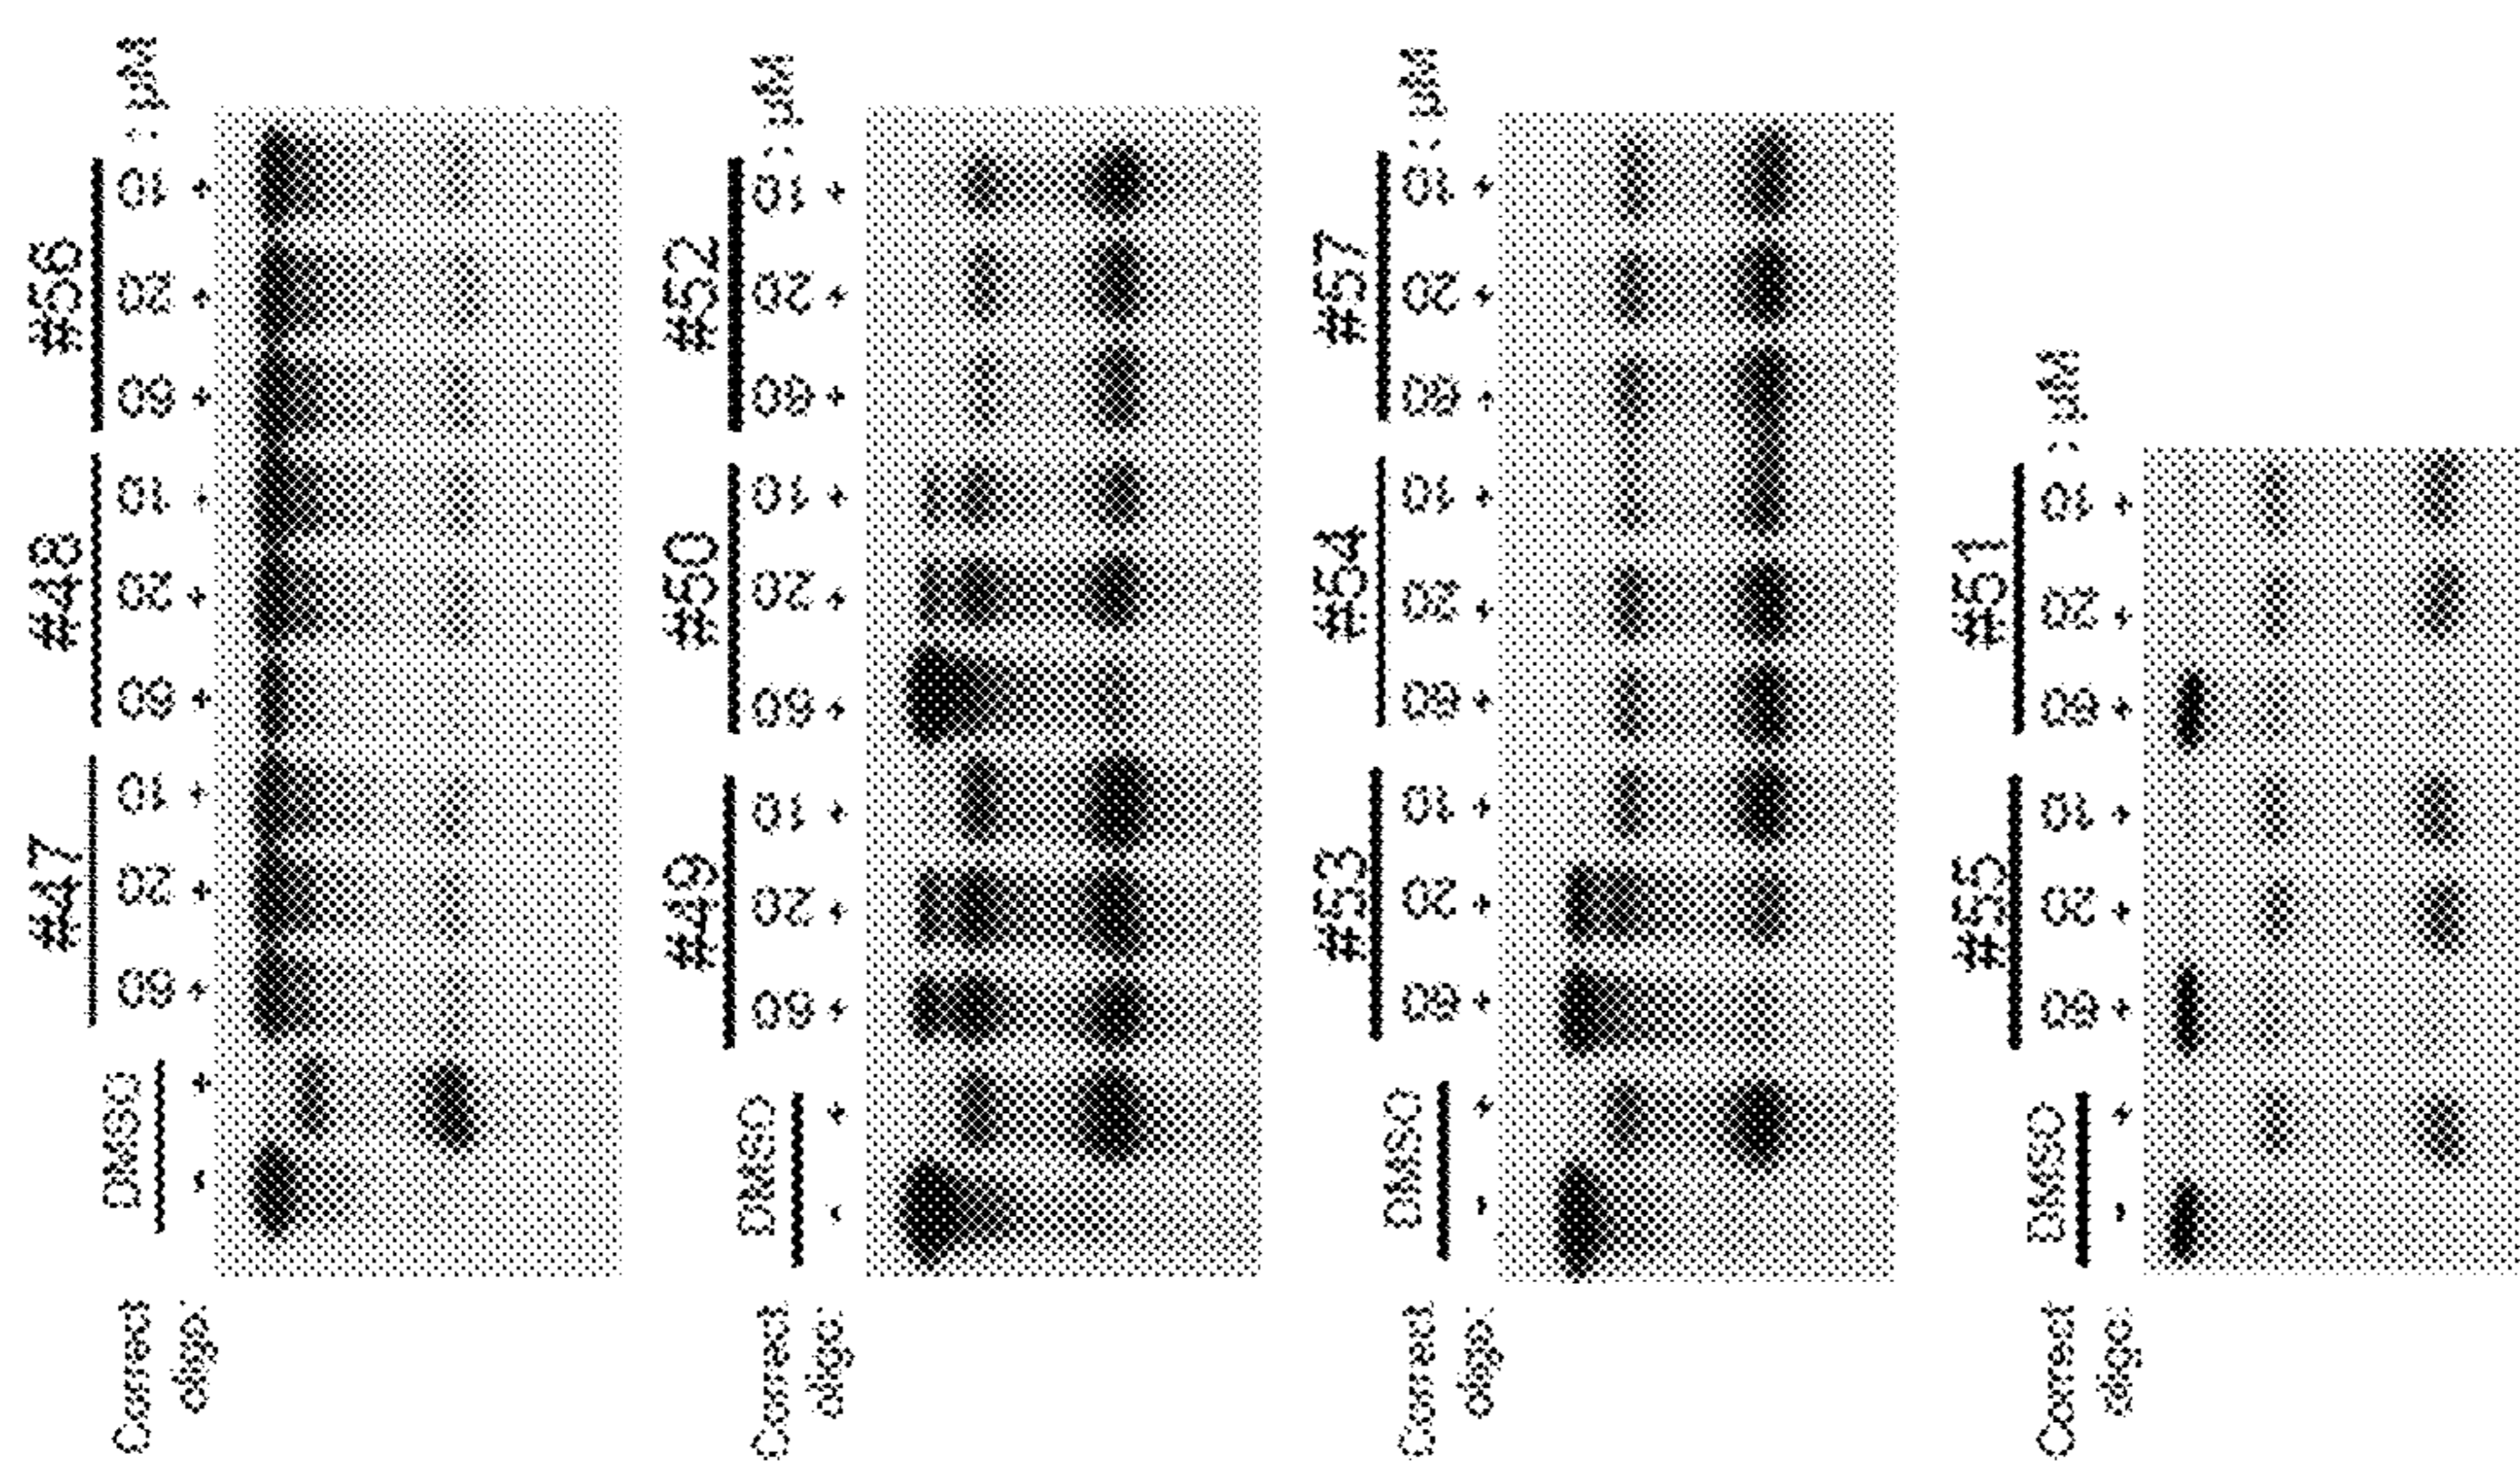 #47 #48 #56
Correct DMSO 60 20 10 60 20 10 60 20 10 : µM
oligo: - + + + + + + + + + +
#49 #50 #52
Correct DMSO 60 20 10 60 20 10 60 20 10 : µM
oligo: - + + + + + + + + + +
#53 #54 #57
Correct DMSO 60 20 10 60 20 10 60 20 10 : µM
oligo: - + + + + + + + + + +
#55 #51
Correct DMSO 60 20 10 60 20 10 : µM
oligo: - + + + + + + +